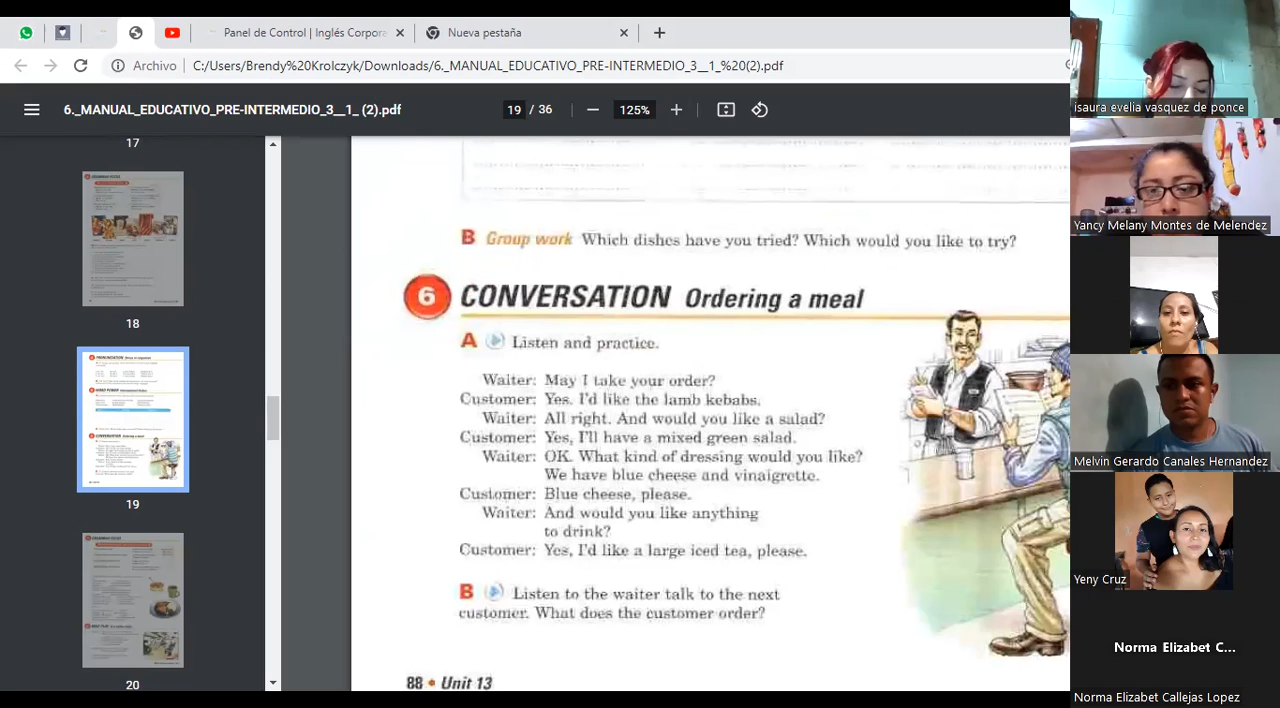 Panel de Control | Inglés Corpora
Nueva pestaña
Archivo
C:/Users/Brendy%20Krolczyk/Downloads/6._MANUAL_EDUCATIVO_PRE-INTERMEDIO_3__1_%20(2).pdf
6._MANUAL_EDUCATIVO_PRE-INTERMEDIO_3__1_ (2).pdf
19 / 36
125%
17
18
19
20
B Group work Which dishes have you tried? Which would you like to try?
6 CONVERSATION Ordering a meal
A Listen and practice.
Waiter: May I take your order?
Customer: Yes. I'd like the lamb kebabs.
Waiter: All right. And would you like a salad?
Customer: Yes, I'll have a mixed green salad.
Waiter: OK. What kind of dressing would you like?
We have blue cheese and vinaigrette.
Customer: Blue cheese, please.
Waiter: And would you like anything
to drink?
Customer: Yes, I'd like a large iced tea, please.
B Listen to the waiter talk to the next
customer. What does the customer order?
88 • Unit 13
isaura evelia vasquez de ponce
Yancy Melany Montes de Melendez
Melvin Gerardo Canales Hernandez
Yeny Cruz
Norma Elizabet C...
Norma Elizabet Callejas Lopez